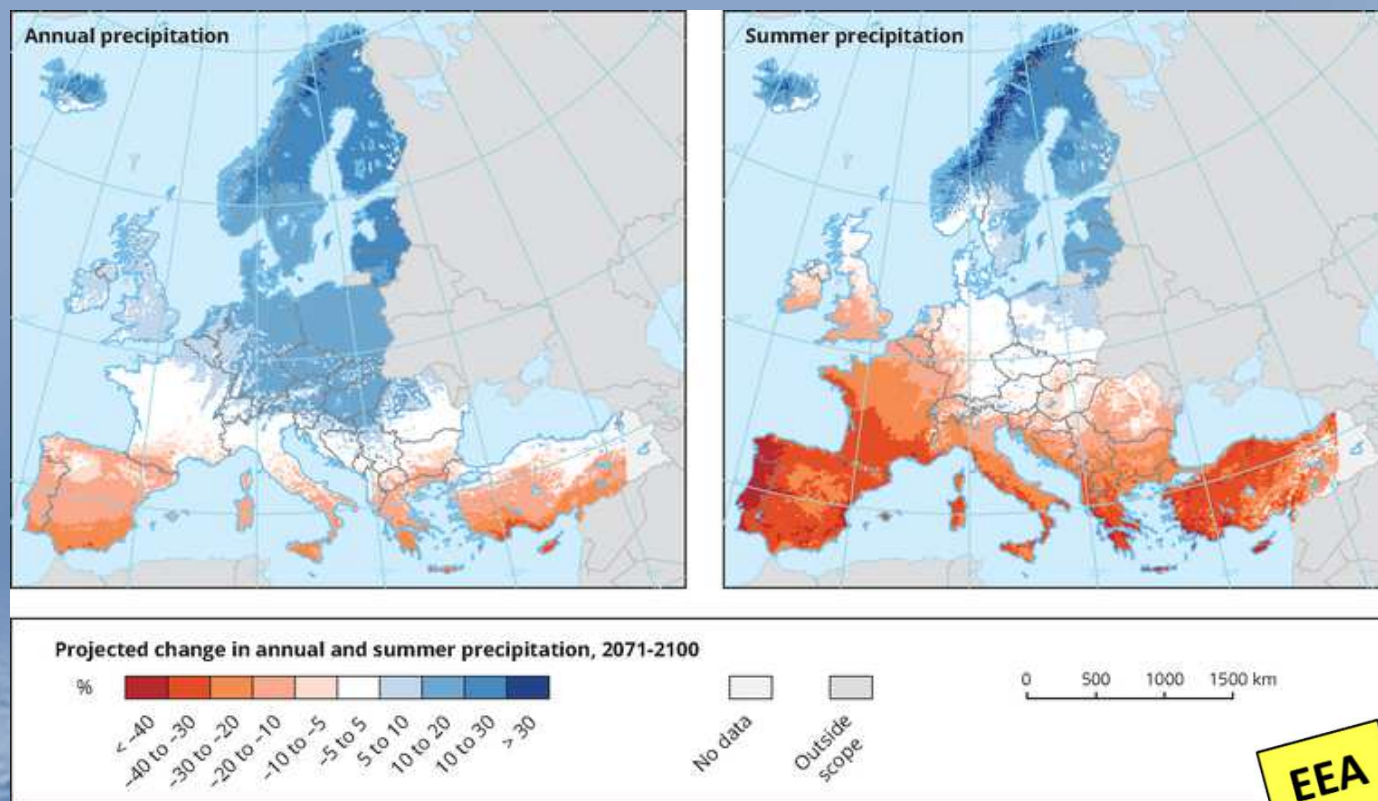 Annual precipitation
Summer precipitation
Projected change in annual and summer precipitation, 2071-2100
%
< -40
-40 to -30
-30 to -20
-20 to -10
-10 to -5
-5 to 5
5 to 10
10 to 20
10 to 30
> 30
No data
Outside
scope
0 500 1000 1500 km
EEA